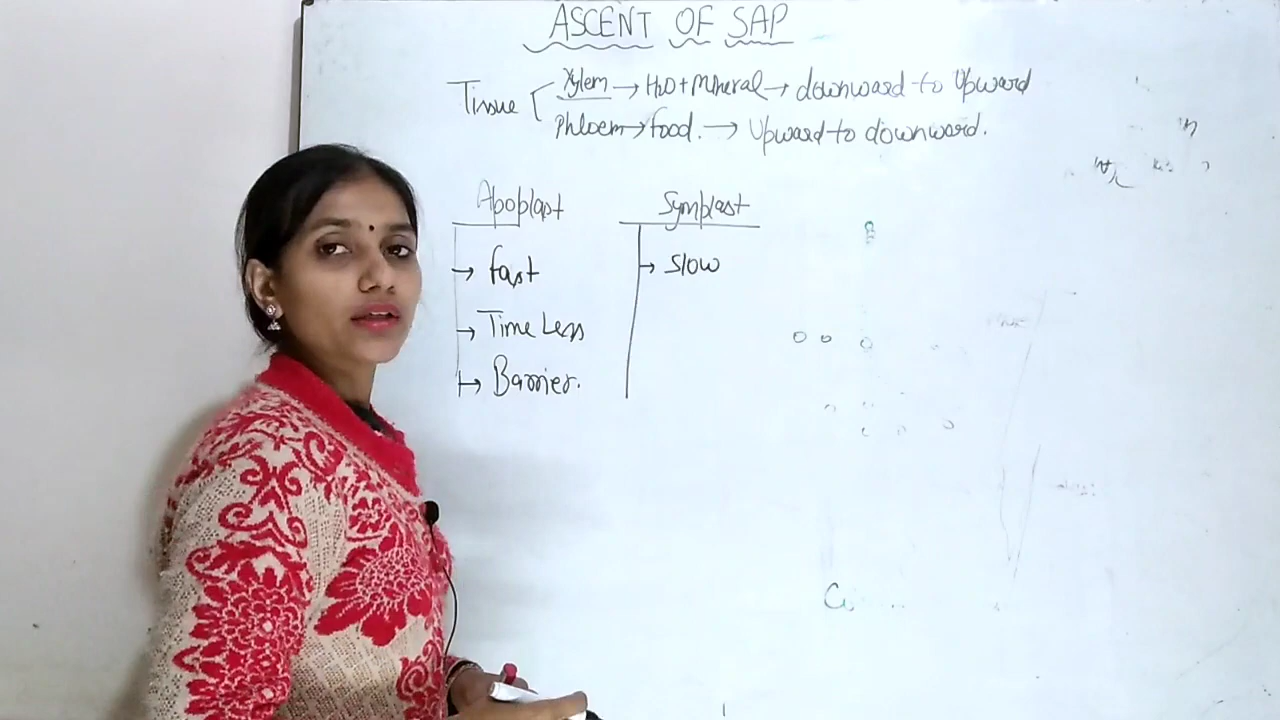 ASCENT OF SAP
Tissue
Xylem → H2O + Mineral → downward to Upward
Phloem → food. → Upward to downward.
Apoplast
→ fast
→ Time Less
→ Barrier.
Symplast
→ Slow